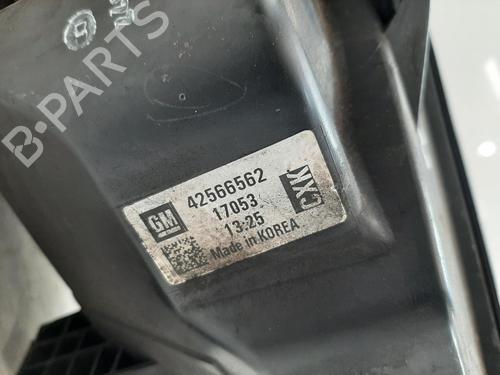 B-PARTS
GM
42566562
17053
13:25
Made in KOREA
CXK